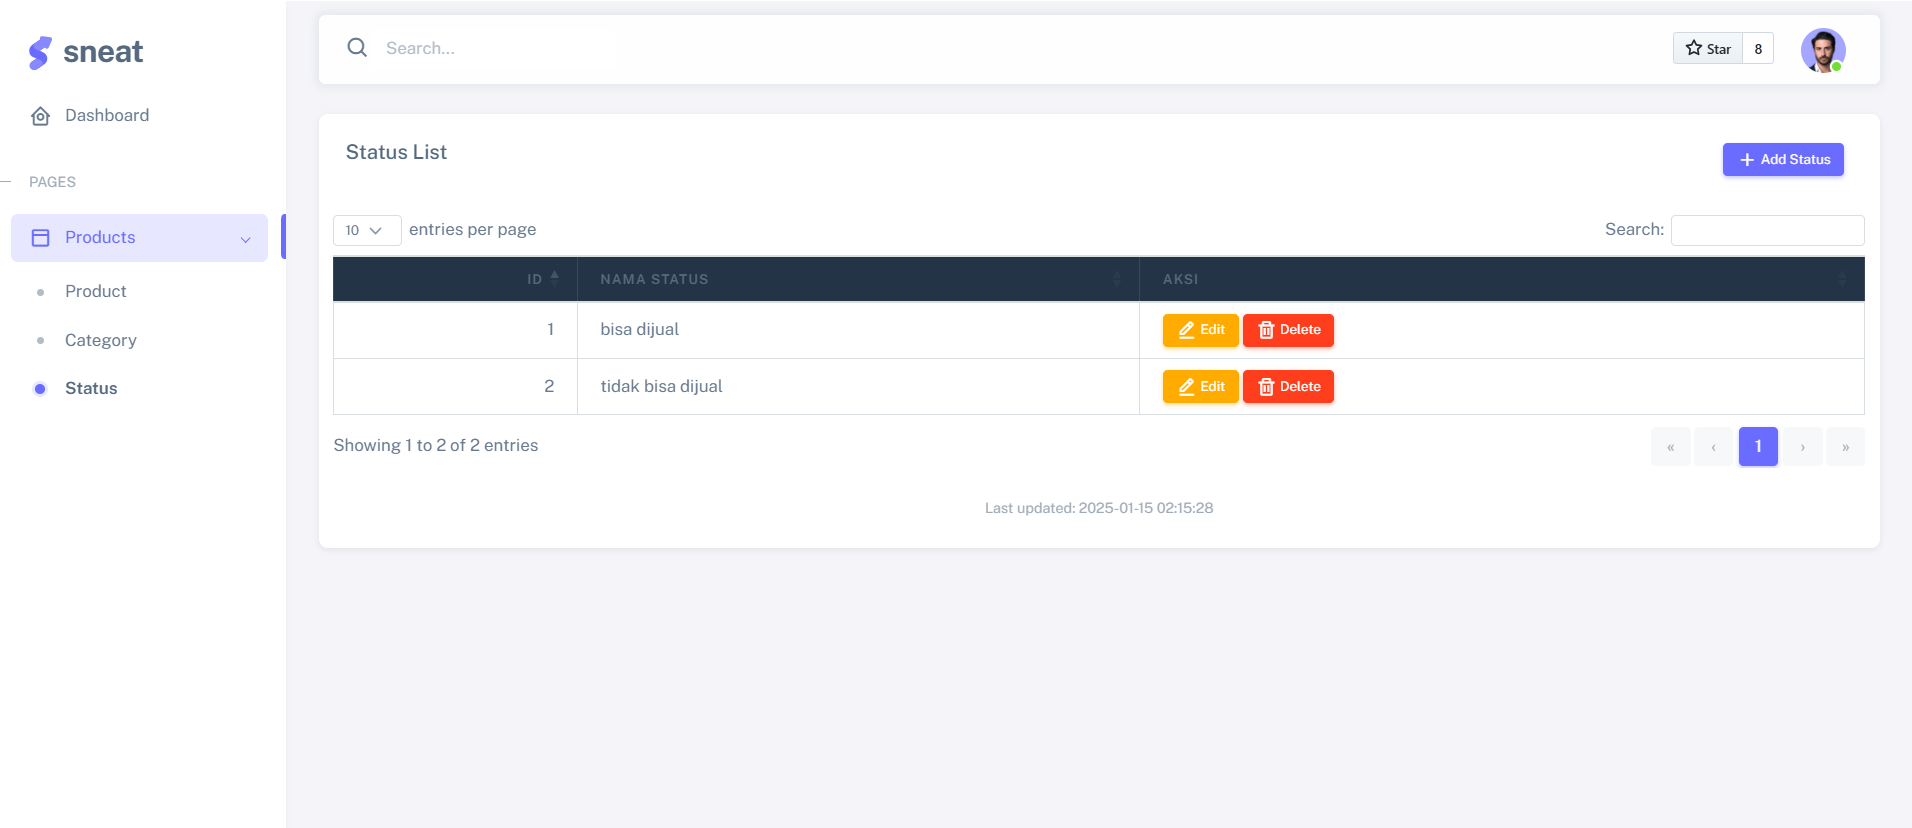 sneat
Dashboard
PAGES
Products
Product
Category
Status
Search...
Star 8
Status List
Add Status
10 entries per page
Search:
ID NAMA STATUS AKSI
1 bisa dijual Edit Delete
2 tidak bisa dijual Edit Delete
Showing 1 to 2 of 2 entries
« ‹ 1 › »
Last updated: 2025-01-15 02:15:28